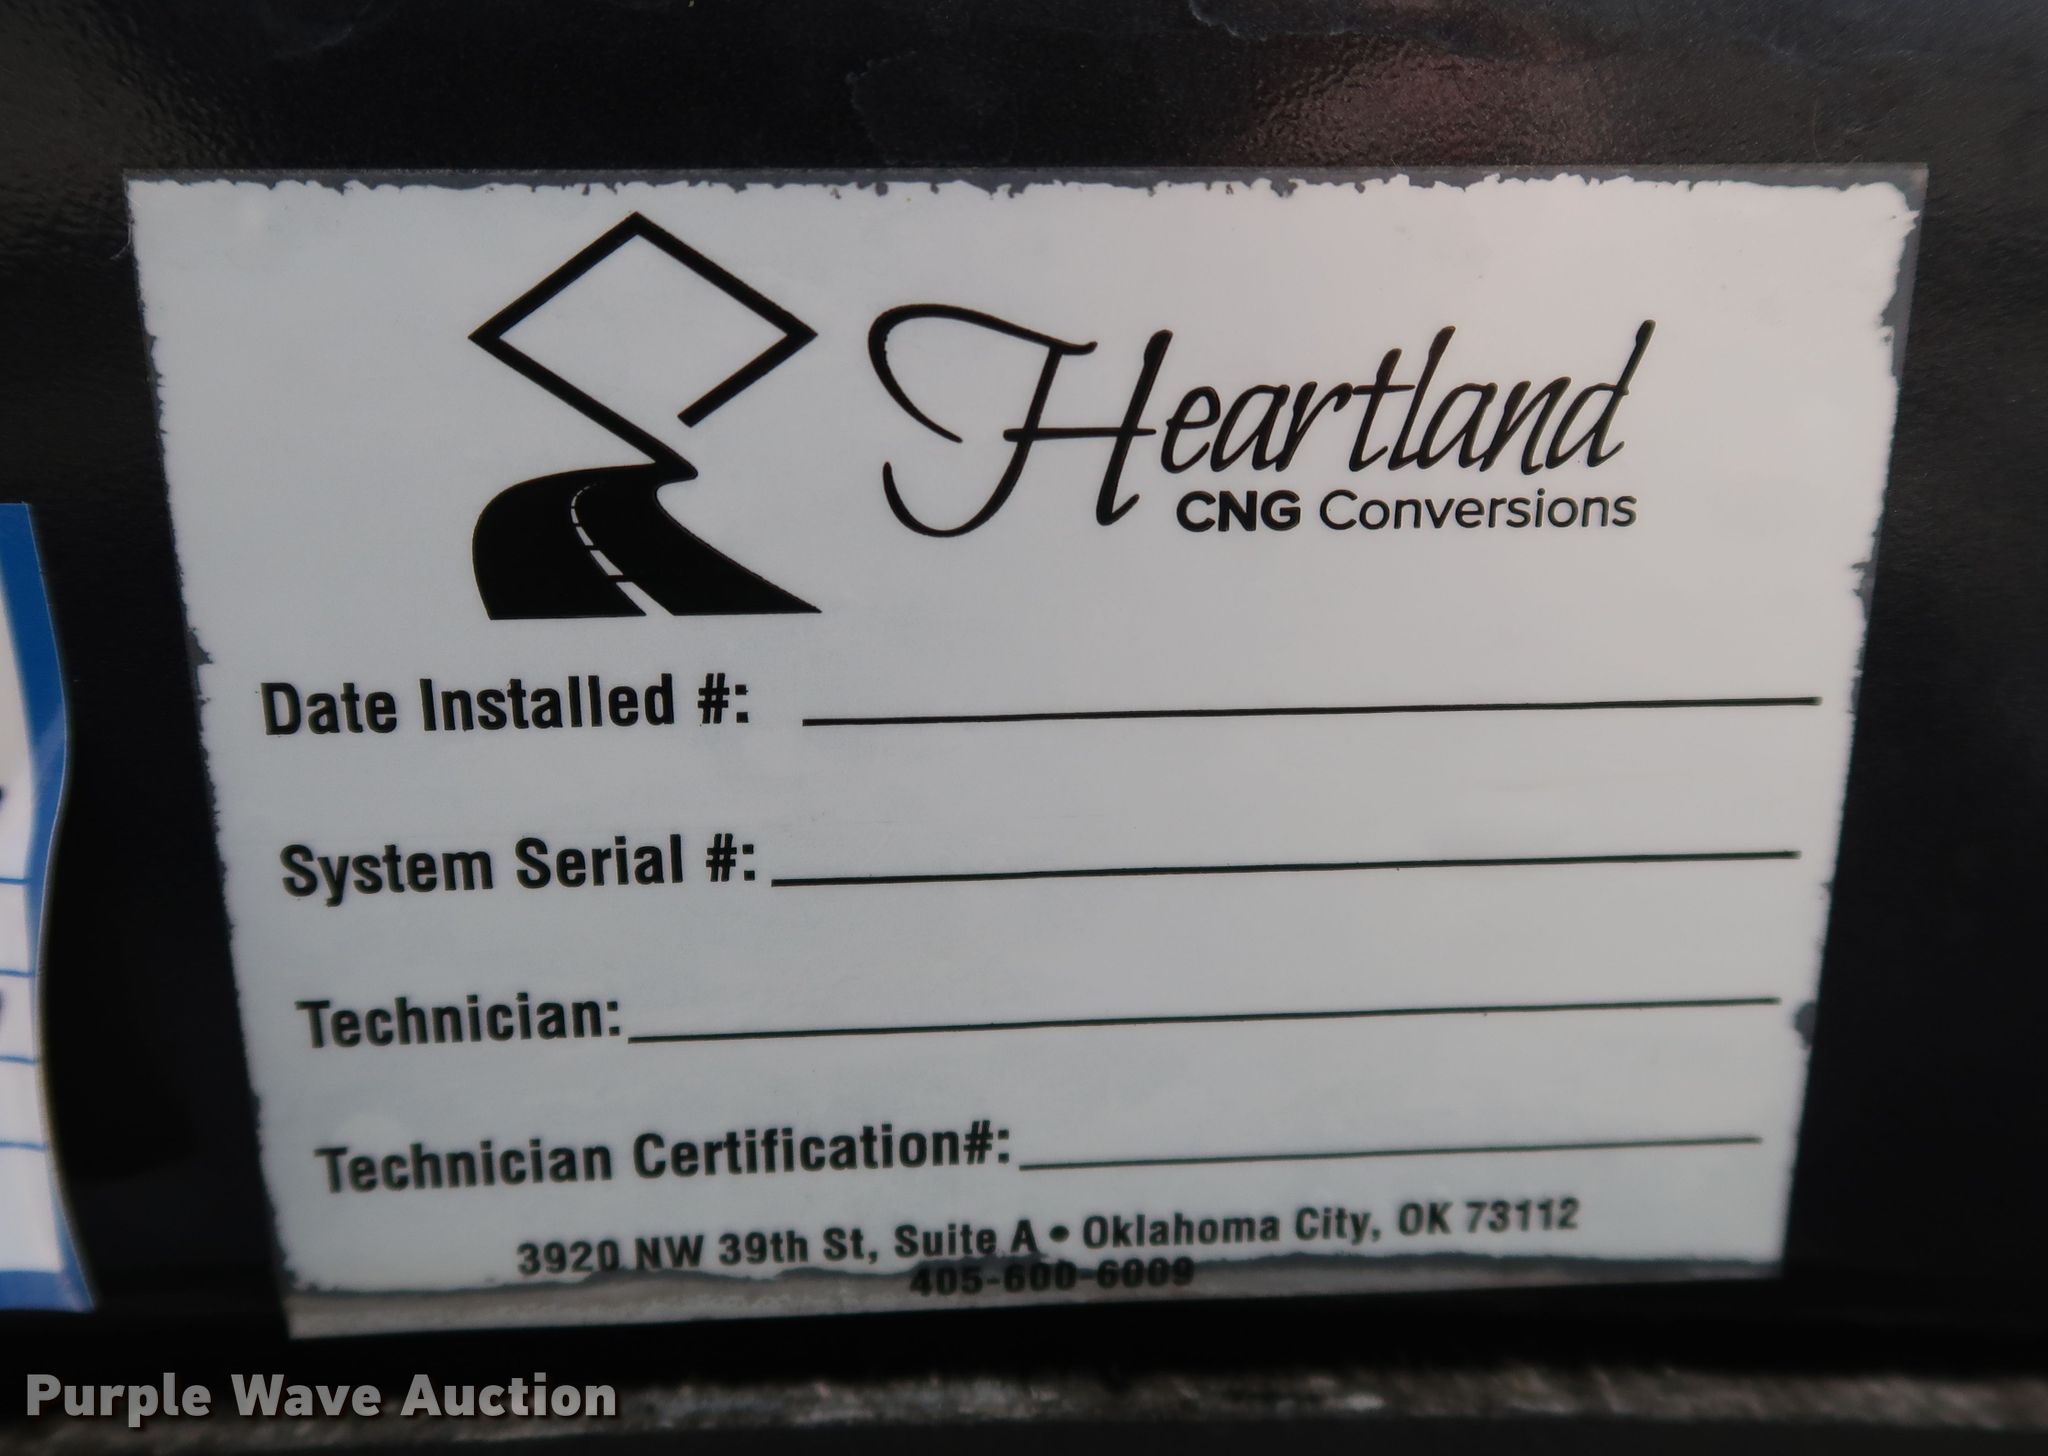 Heartland
CNG Conversions
Date Installed #:
System Serial #:
Technician:
Technician Certification#:
3920 NW 39th St, Suite A • Oklahoma City, OK 73112
405-600-6009
Purple Wave Auction